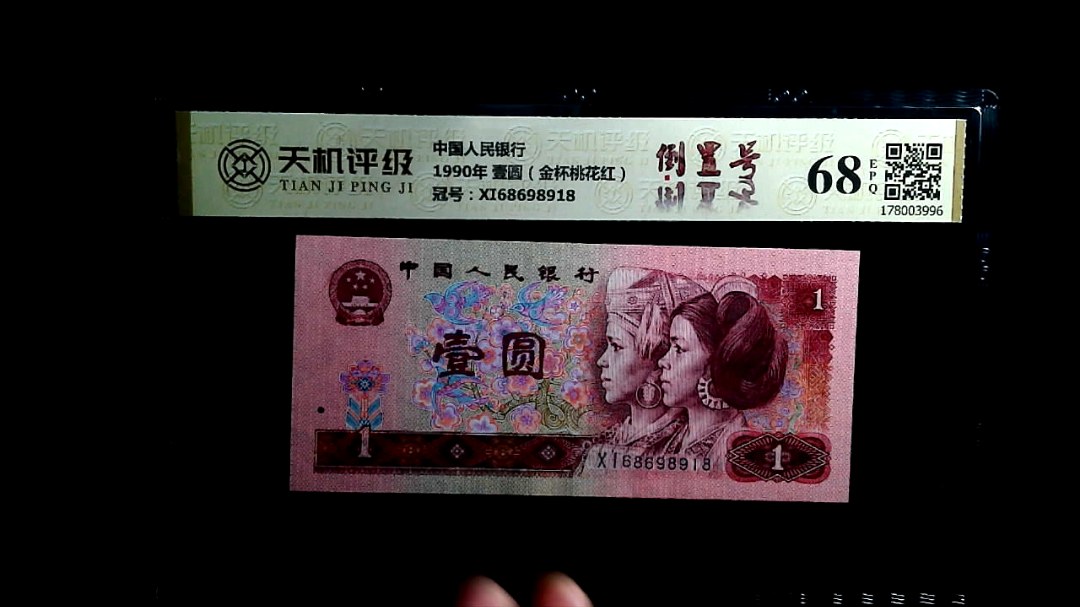 天机评级
TIAN JI PING JI
中国人民银行
1990年 壹圆（金杯桃花红）
冠号：XI68698918
倒置号
68
EPQ
178003996
中国人民银行
1
壹圆
1
XI68698918
1